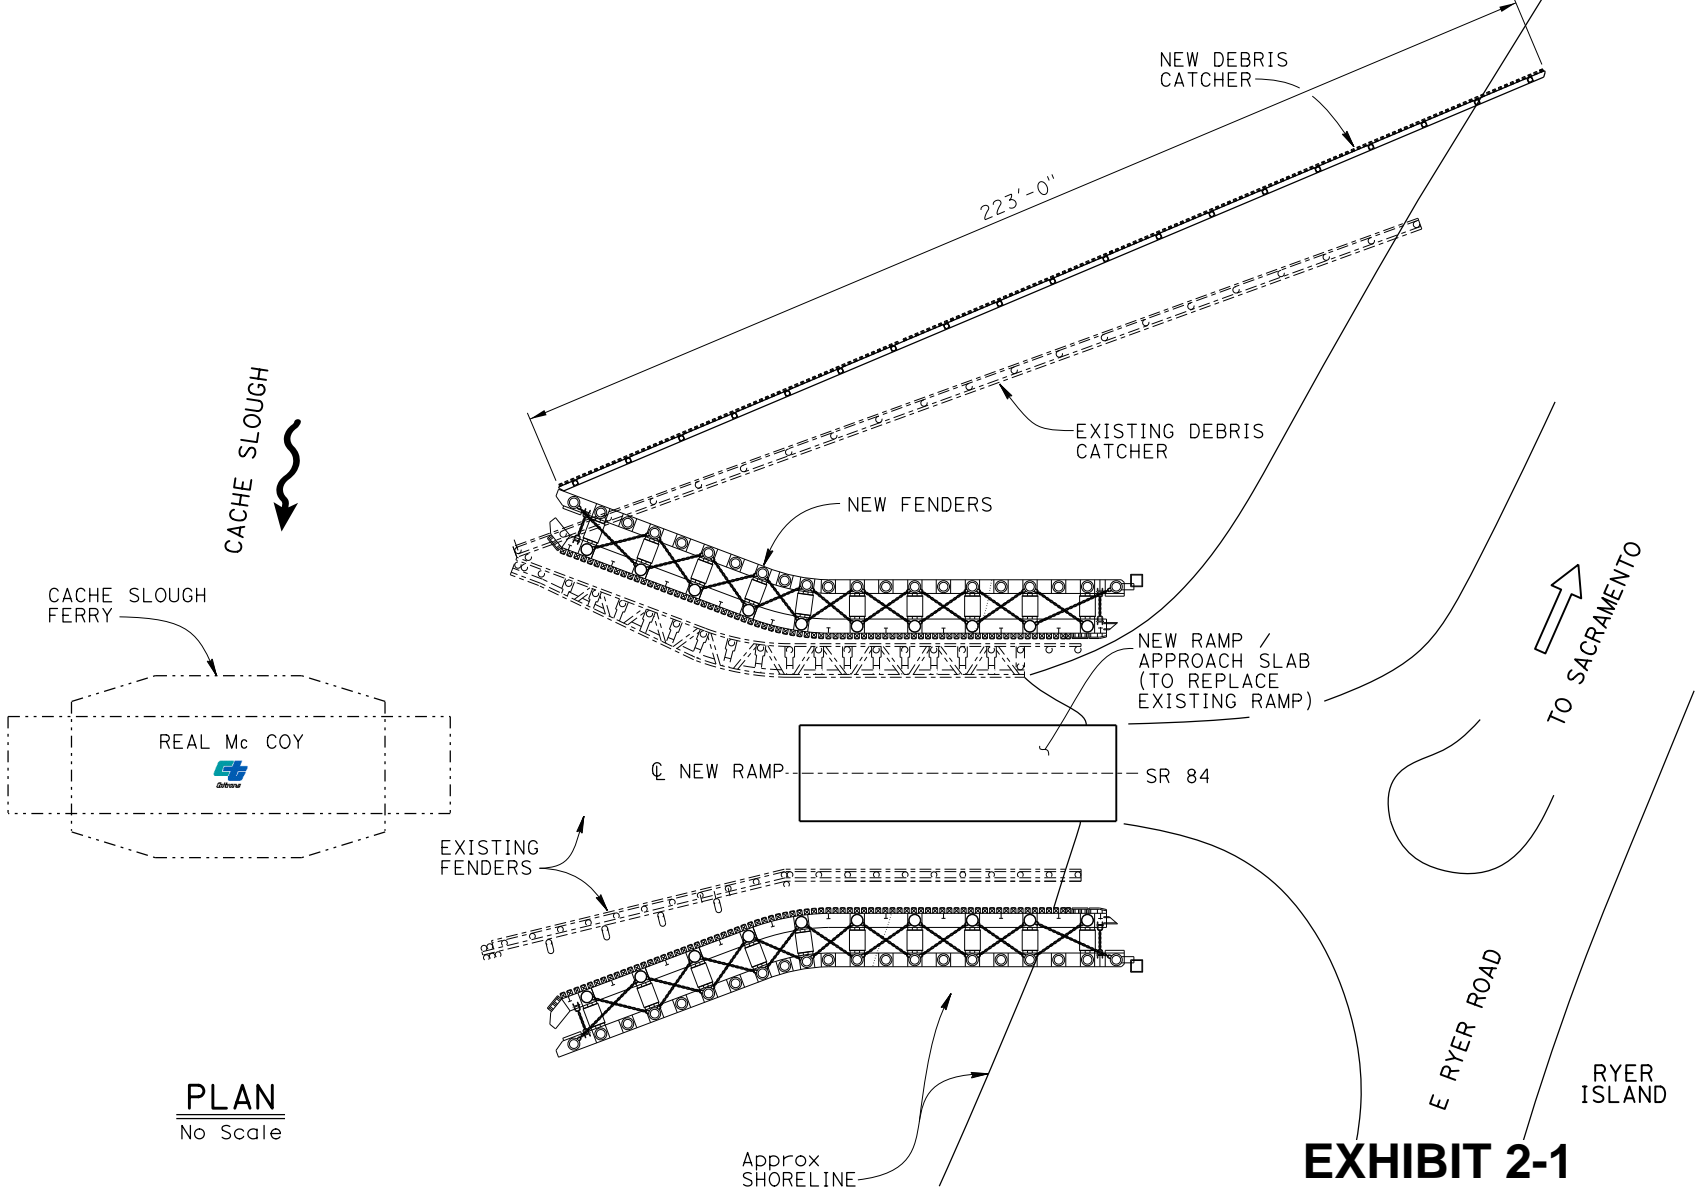 NEW DEBRIS
CATCHER
223'-0"
EXISTING DEBRIS
CATCHER
CACHE SLOUGH
NEW FENDERS
CACHE SLOUGH
FERRY
NEW RAMP /
APPROACH SLAB
(TO REPLACE
EXISTING RAMP)
TO SACRAMENTO
REAL Mc COY
Caltrans
℄ NEW RAMP
SR 84
EXISTING
FENDERS
E RYER ROAD
RYER
ISLAND
PLAN
No Scale
Approx
SHORELINE
EXHIBIT 2-1